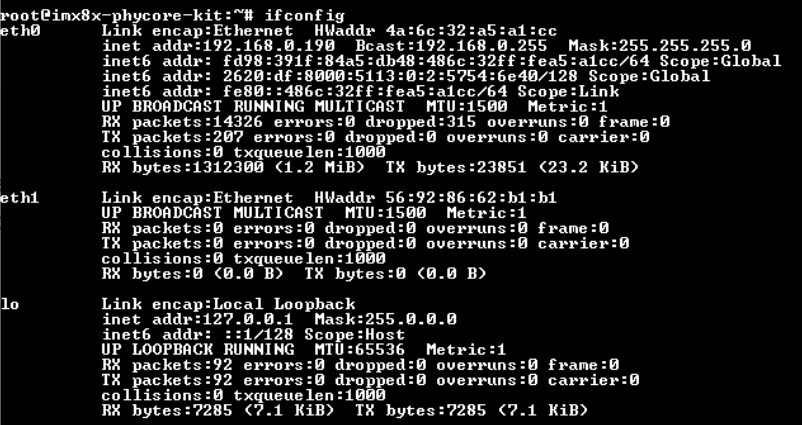 root@imx8x-phycore-kit:~# ifconfig
eth0      Link encap:Ethernet  HWaddr 4a:6c:32:a5:a1:cc
          inet addr:192.168.0.190  Bcast:192.168.0.255  Mask:255.255.255.0
          inet6 addr: fd98:391f:84a5:db48:486c:32ff:fea5:a1cc/64 Scope:Global
          inet6 addr: 2620:df:8000:5113:0:2:5754:6e40/128 Scope:Global
          inet6 addr: fe80::486c:32ff:fea5:a1cc/64 Scope:Link
          UP BROADCAST RUNNING MULTICAST  MTU:1500  Metric:1
          RX packets:14326 errors:0 dropped:315 overruns:0 frame:0
          TX packets:207 errors:0 dropped:0 overruns:0 carrier:0
          collisions:0 txqueuelen:1000
          RX bytes:1312300 (1.2 MiB)  TX bytes:23851 (23.2 KiB)
eth1      Link encap:Ethernet  HWaddr 56:92:86:62:b1:b1
          UP BROADCAST MULTICAST  MTU:1500  Metric:1
          RX packets:0 errors:0 dropped:0 overruns:0 frame:0
          TX packets:0 errors:0 dropped:0 overruns:0 carrier:0
          collisions:0 txqueuelen:1000
          RX bytes:0 (0.0 B)  TX bytes:0 (0.0 B)
lo        Link encap:Local Loopback
          inet addr:127.0.0.1  Mask:255.0.0.0
          inet6 addr: ::1/128 Scope:Host
          UP LOOPBACK RUNNING  MTU:65536  Metric:1
          RX packets:92 errors:0 dropped:0 overruns:0 frame:0
          TX packets:92 errors:0 dropped:0 overruns:0 carrier:0
          collisions:0 txqueuelen:1000
          RX bytes:7285 (7.1 KiB)  TX bytes:7285 (7.1 KiB)